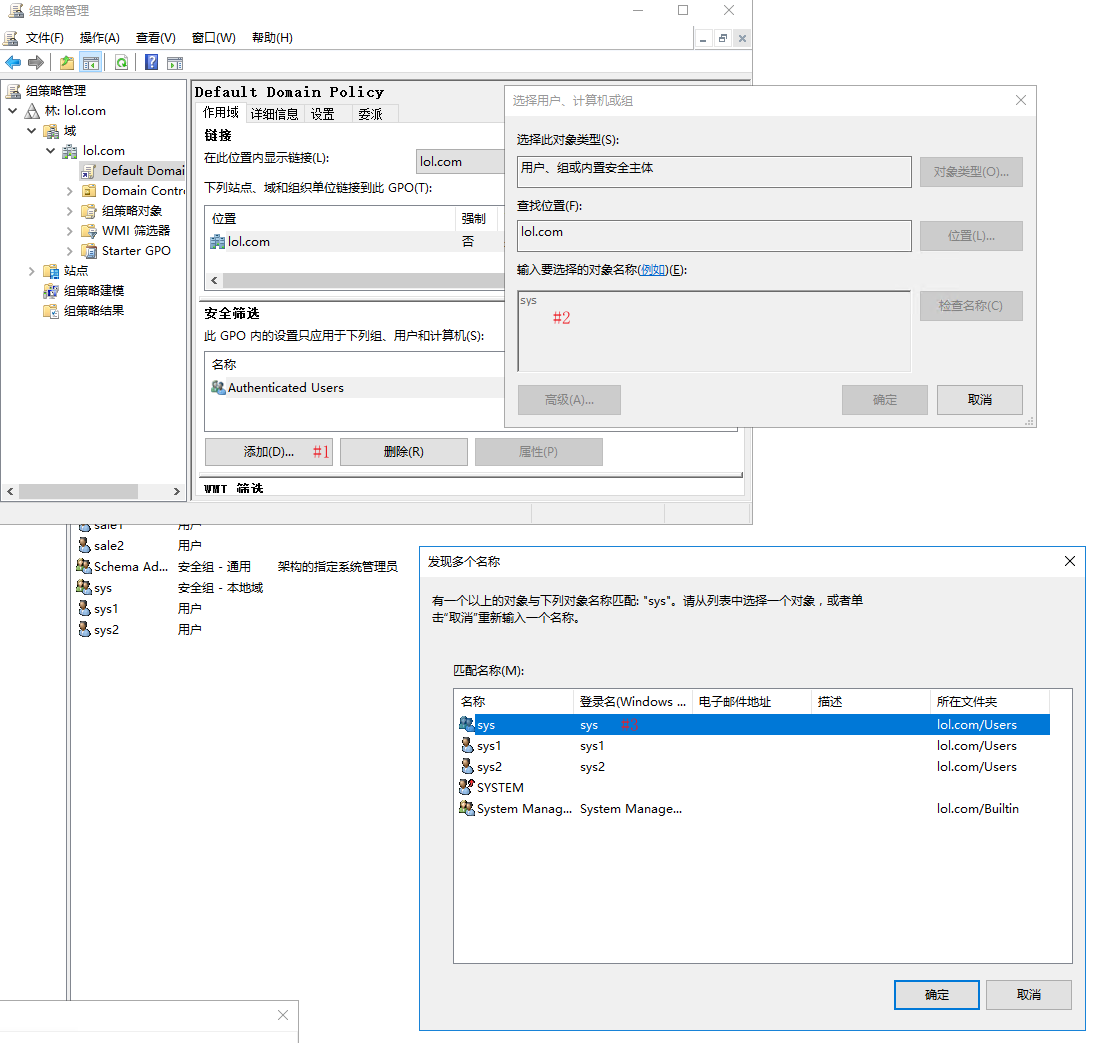 组策略管理
文件(F) 操作(A) 查看(V) 窗口(W) 帮助(H)
组策略管理
林: lol.com
域
lol.com
Default Domai
Domain Contr
组策略对象
WMI 筛选器
Starter GPO
站点
组策略建模
组策略结果
Default Domain Policy
作用域 详细信息 设置 委派
链接
在此位置内显示链接(L): lol.com
下列站点、域和组织单位链接到此 GPO(T):
位置 强制
lol.com 否
安全筛选
此 GPO 内的设置只应用于下列组、用户和计算机(S):
名称
Authenticated Users
添加(D)... #1 删除(R) 属性(P)
WMI 筛选
选择用户、计算机或组
选择此对象类型(S):
用户、组或内置安全主体 对象类型(O)...
查找位置(F):
lol.com 位置(L)...
输入要选择的对象名称(例如)(E):
sys 检查名称(C)
#2
高级(A)... 确定 取消
sale1 用户
sale2 用户
Schema Ad... 安全组 - 通用 架构的指定系统管理员
sys 安全组 - 本地域
sys1 用户
sys2 用户
发现多个名称
有一个以上的对象与下列对象名称匹配: "sys"。请从列表中选择一个对象，或者单
击“取消”重新输入一个名称。
匹配名称(M):
名称 登录名(Windows ... 电子邮件地址 描述 所在文件夹
sys sys #3 lol.com/Users
sys1 sys1 lol.com/Users
sys2 sys2 lol.com/Users
SYSTEM
System Manag... System Manage... lol.com/Builtin
确定 取消